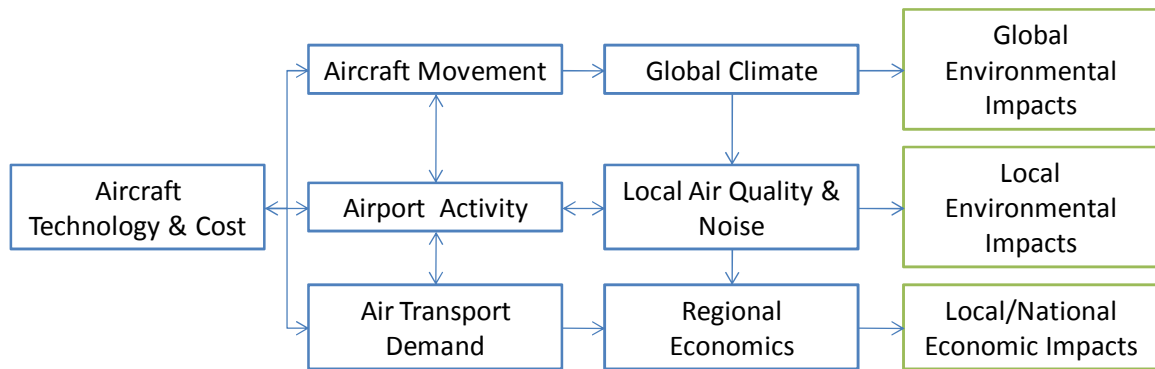 Aircraft Movement
Global Climate
Global
Environmental
Impacts
Aircraft
Technology & Cost
Airport Activity
Local Air Quality &
Noise
Local
Environmental
Impacts
Air Transport
Demand
Regional
Economics
Local/National
Economic Impacts